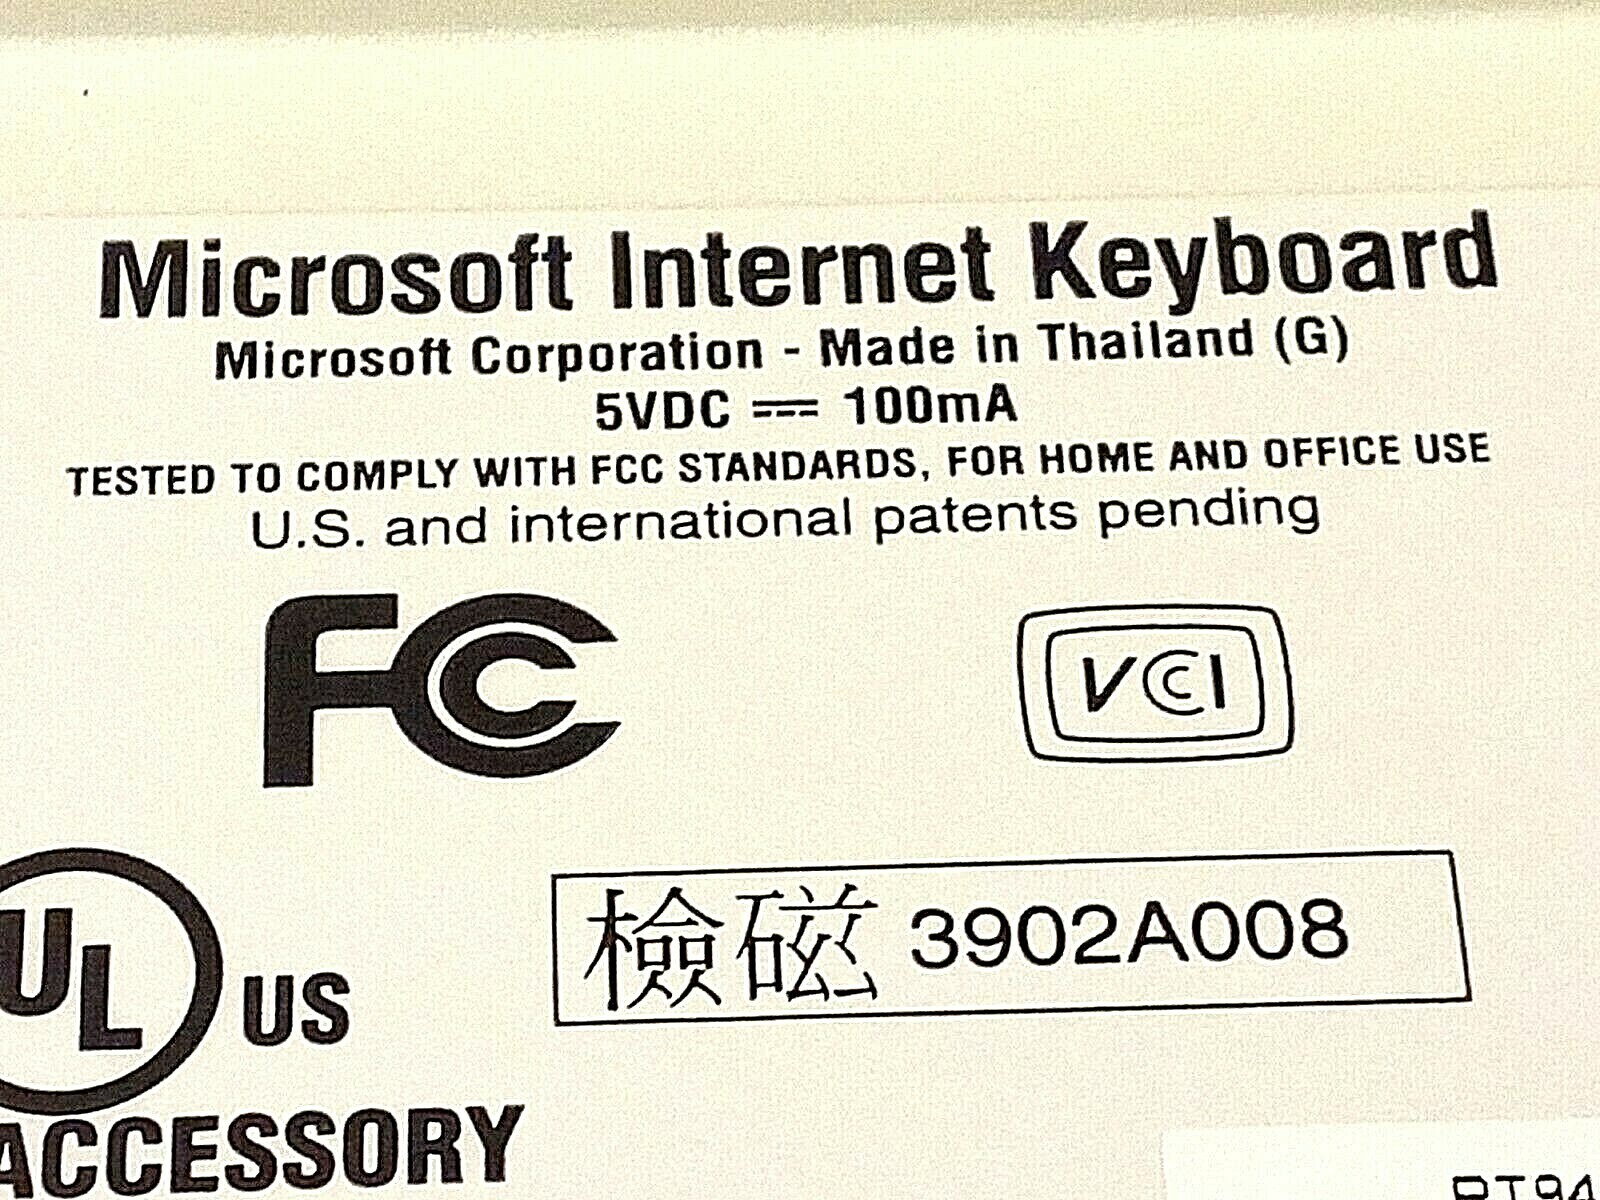 Microsoft Internet Keyboard
Microsoft Corporation - Made in Thailand (G)
5VDC ⎓ 100mA
TESTED TO COMPLY WITH FCC STANDARDS, FOR HOME AND OFFICE USE
U.S. and international patents pending
FC
VCCI
檢磁 3902A008
UL US
ACCESSORY